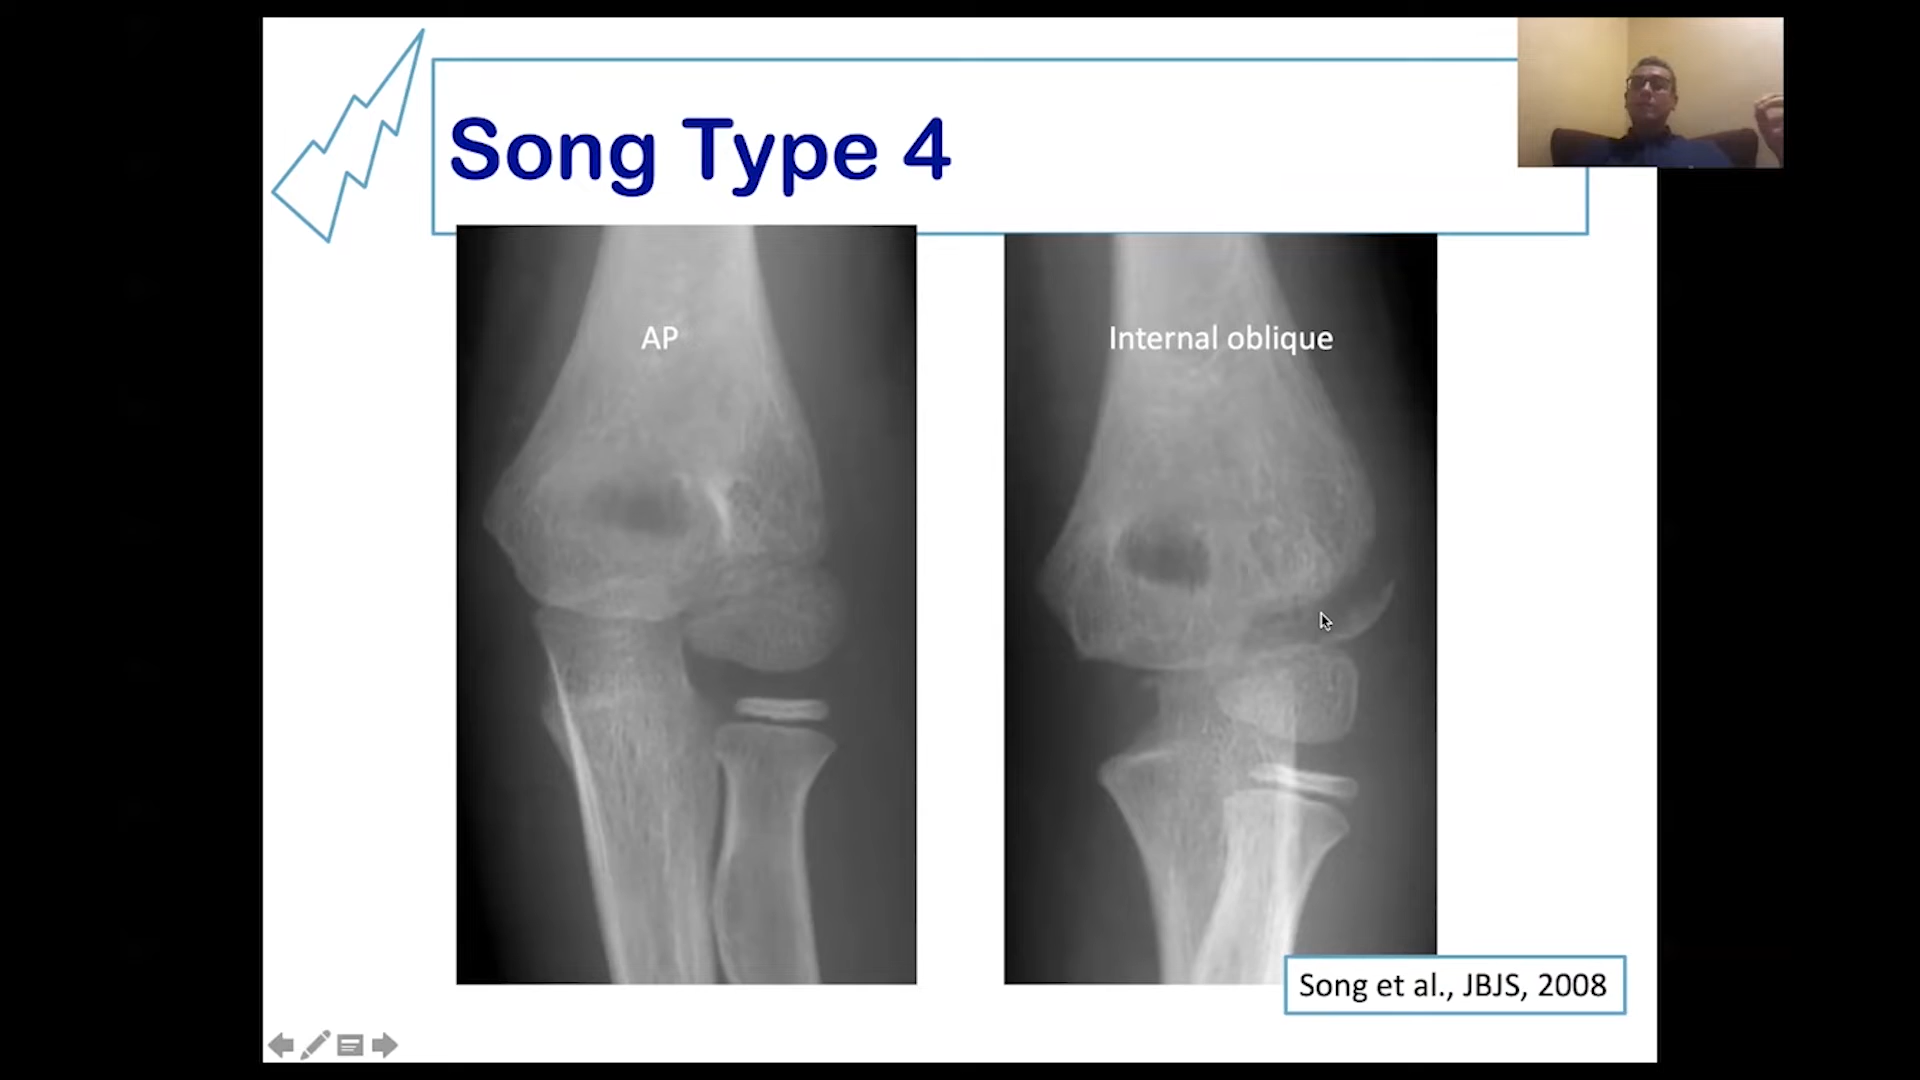 Song Type 4
AP
Internal oblique
Song et al., JBJS, 2008